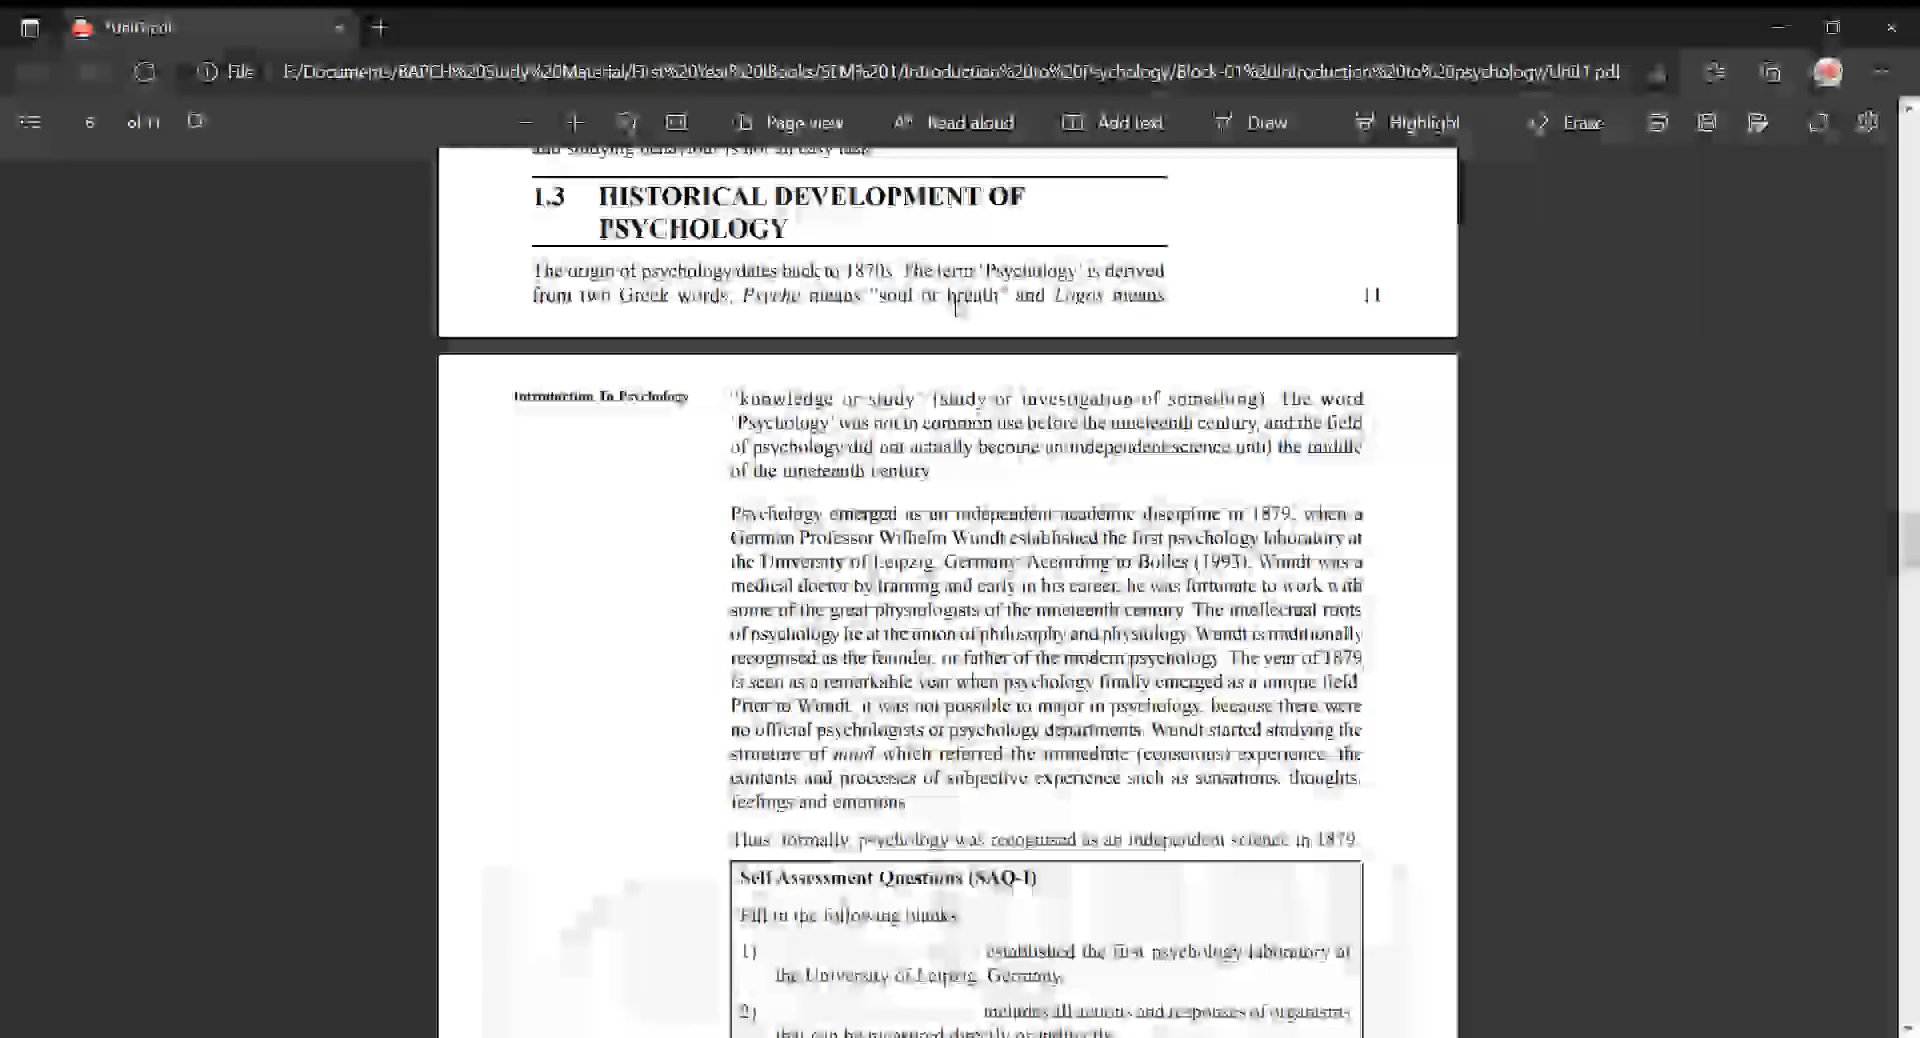 File
E:/Documents/BAPCH%20Study%20Material/First%20Year%20Books/SEM%201/Introduction%20to%20Psychology/Block-01%20Introduction%20to%20psychology/Unit1.pdf
6 of 11 Page view Read aloud Add text Draw Highlight Erase
and studying behaviour is not an easy task
1.3 HISTORICAL DEVELOPMENT OF
PSYCHOLOGY
The origin of psychology dates back to 1870s. The term 'Psychology' is derived
from two Greek words, Psyche means "soul or breath" and Logos means
11
Introduction To Psychology
"knowledge or study" (study or investigation of something). The word
'Psychology' was not in common use before the nineteenth century, and the field
of psychology did not actually become an independent science until the middle
of the nineteenth century
Psychology emerged as an independent academic discipline in 1879, when a
German Professor Wilhelm Wundt established the first psychology laboratory at
the University of Leipzig, Germany. According to Bolles (1993), Wundt was a
medical doctor by training and early in his career, he was fortunate to work with
some of the great physiologists of the nineteenth century. The intellectual roots
of psychology lie at the union of philosophy and physiology. Wundt is traditionally
recognised as the founder, or father of the modern psychology. The year of 1879
is seen as a remarkable year when psychology finally emerged as a unique field.
Prior to Wundt, it was not possible to major in psychology, because there were
no official psychologists or psychology departments. Wundt started studying the
structure of mind which referred the immediate (conscious) experience, the
contents and processes of subjective experience such as sensations, thoughts,
feelings and emotions
Thus, formally, psychology was recognised as an independent science in 1879.
Self Assessment Questions (SAQ-I)
Fill in the following blanks
1) established the first psychology laboratory at
the University of Leipzig, Germany.
2) includes all actions and responses of organisms
that can be measured directly or indirectly.